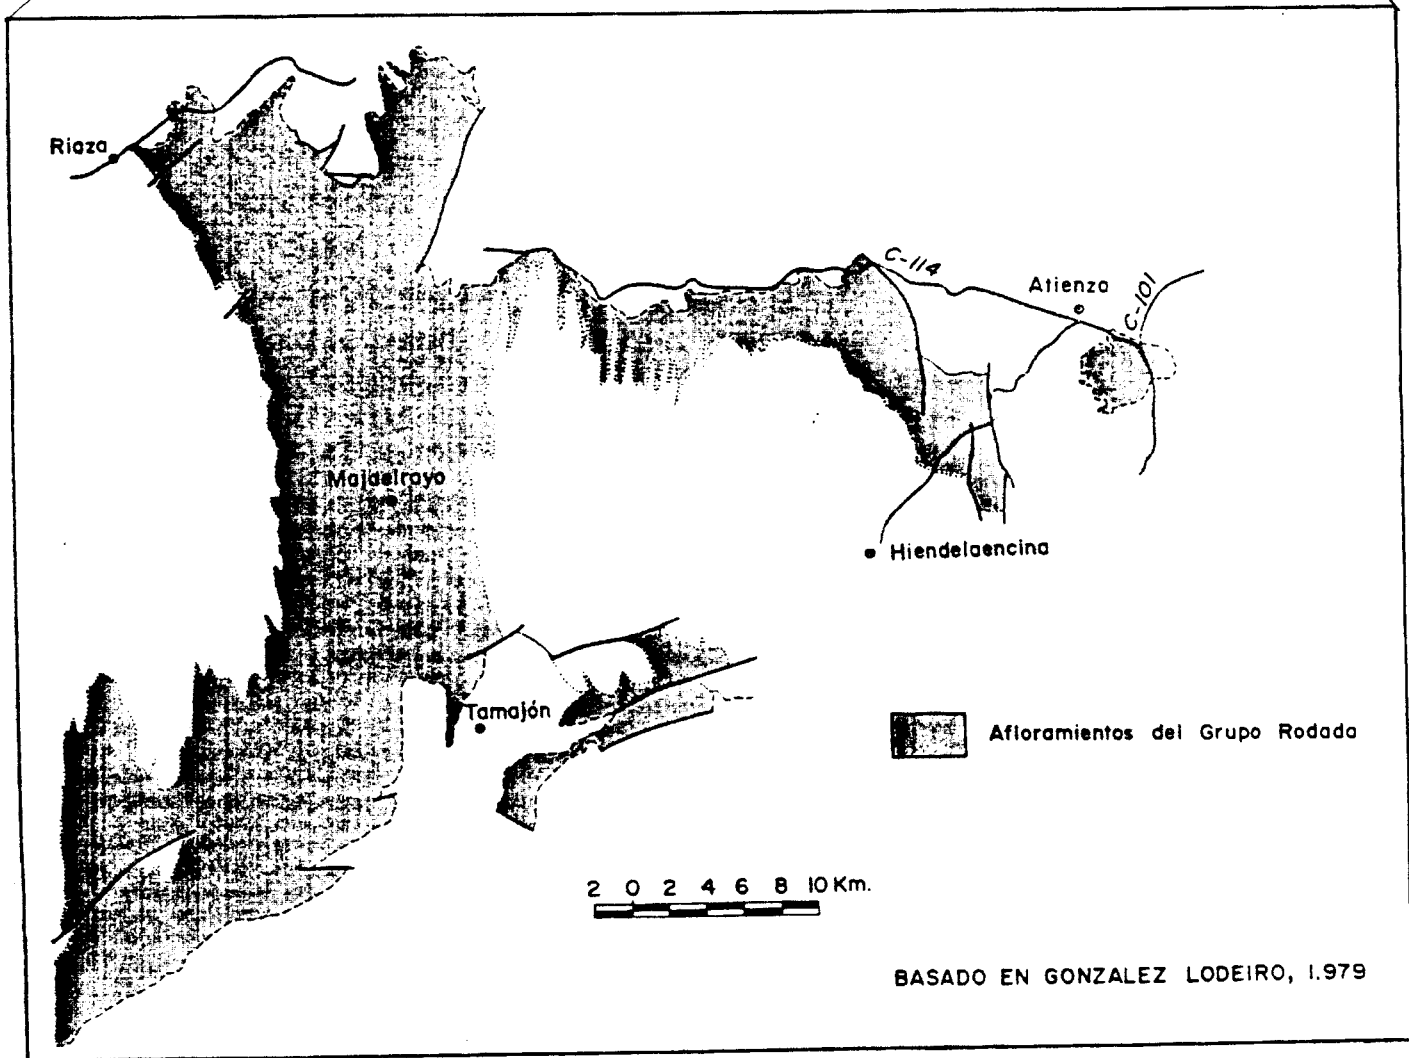 Riaza
C-114
Atienza
C-101
Majaelrayo
Hiendelaencina
Tamajón
Afloramientos del Grupo Rodada
2 0 2 4 6 8 10 Km.
BASADO EN GONZALEZ LODEIRO, 1.979